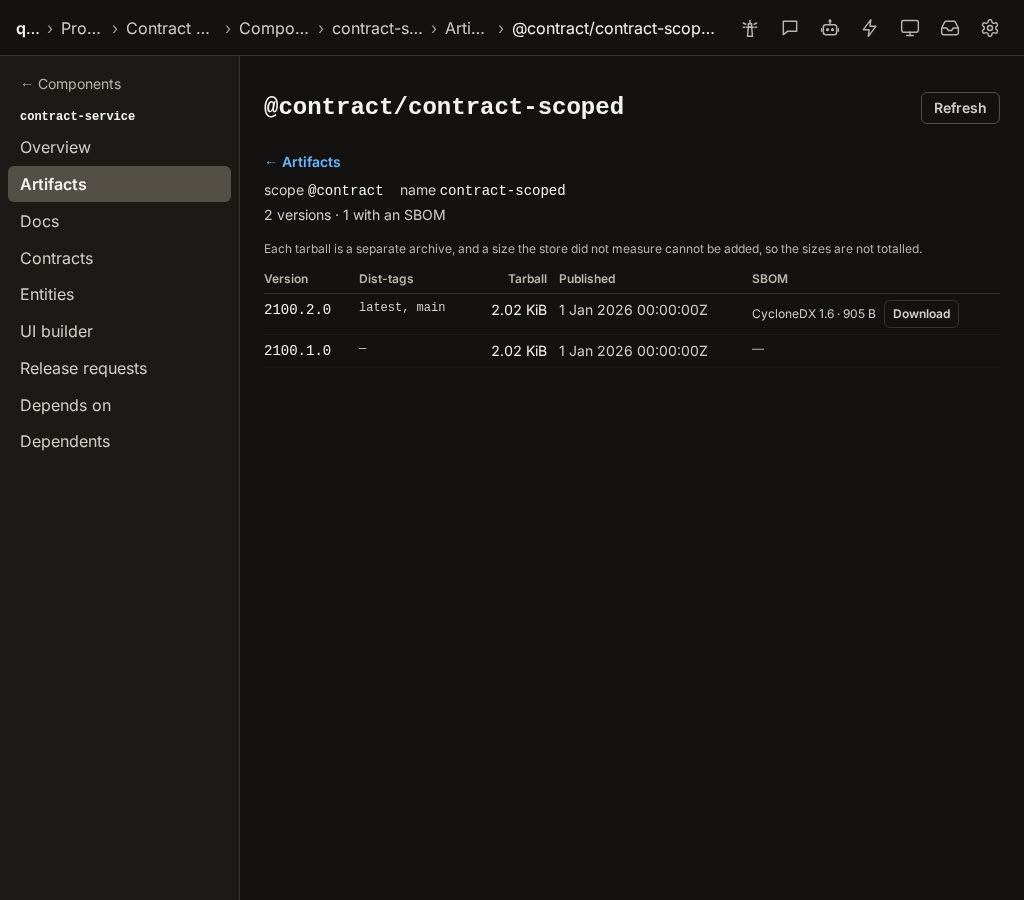 q... › Pro... › Contract ... › Compo... › contract-s... › Arti... › @contract/contract-scop...
← Components
contract-service
Overview
Artifacts
Docs
Contracts
Entities
UI builder
Release requests
Depends on
Dependents
@contract/contract-scoped
Refresh
← Artifacts
scope @contract name contract-scoped
2 versions · 1 with an SBOM
Each tarball is a separate archive, and a size the store did not measure cannot be added, so the sizes are not totalled.
Version Dist-tags Tarball Published SBOM
2100.2.0 latest, main 2.02 KiB 1 Jan 2026 00:00:00Z CycloneDX 1.6 · 905 B Download
2100.1.0 — 2.02 KiB 1 Jan 2026 00:00:00Z —